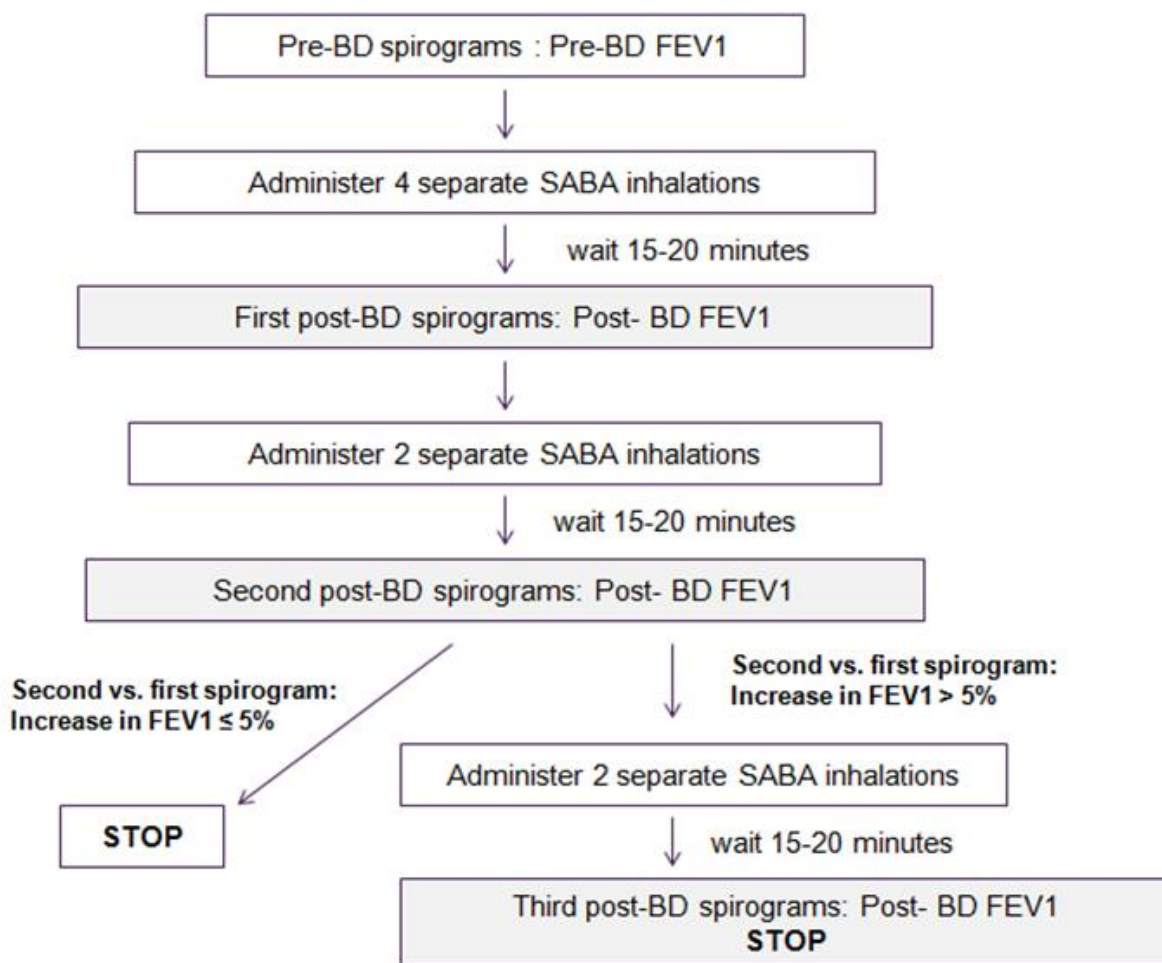 Pre-BD spirograms : Pre-BD FEV1
Administer 4 separate SABA inhalations
wait 15-20 minutes
First post-BD spirograms: Post- BD FEV1
Administer 2 separate SABA inhalations
wait 15-20 minutes
Second post-BD spirograms: Post- BD FEV1
Second vs. first spirogram:
Increase in FEV1 ≤ 5%
Second vs. first spirogram:
Increase in FEV1 > 5%
STOP
Administer 2 separate SABA inhalations
wait 15-20 minutes
Third post-BD spirograms: Post- BD FEV1
STOP